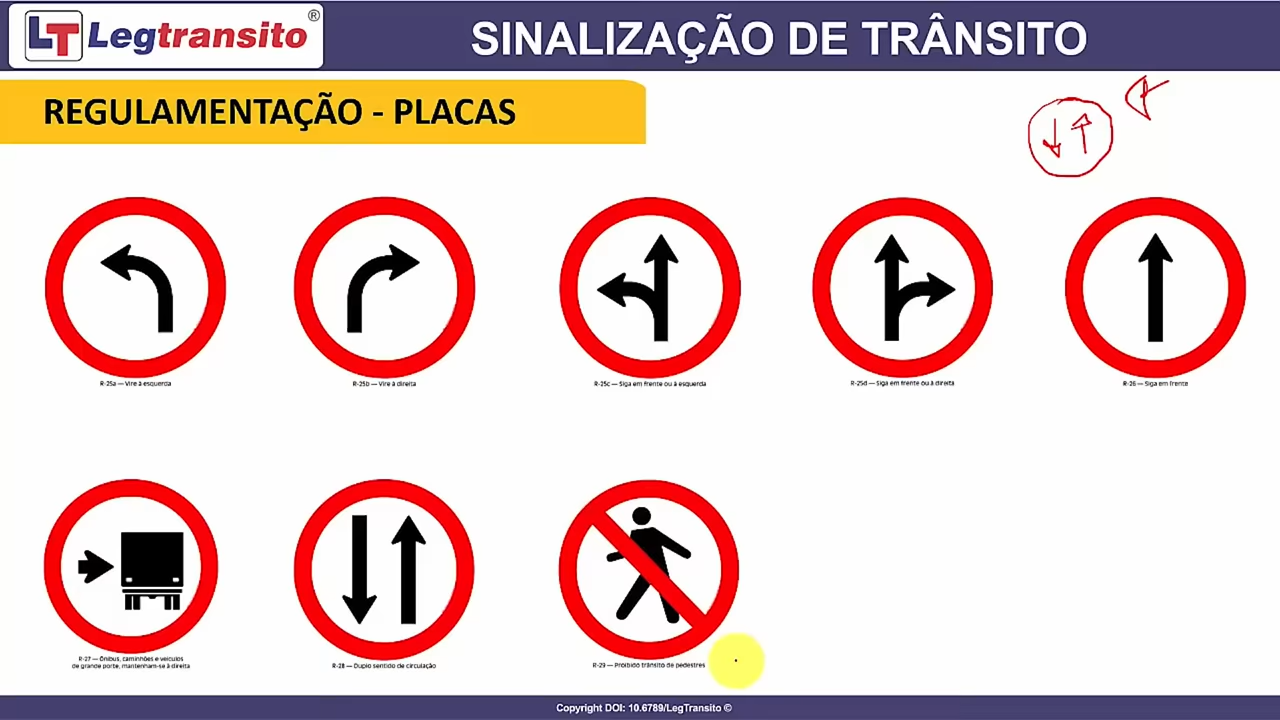 LT Legtransito®
SINALIZAÇÃO DE TRÂNSITO
REGULAMENTAÇÃO - PLACAS
R-25a — Vire à esquerda
R-25b — Vire à direita
R-25c — Siga em frente ou à esquerda
R-25d — Siga em frente ou à direita
R-26 — Siga em frente
R-27 — Ônibus, caminhões e veículos
de grande porte, mantenham-se à direita
R-28 — Duplo sentido de circulação
R-29 — Proibido trânsito de pedestres
Copyright DOI: 10.6789/LegTransito ©